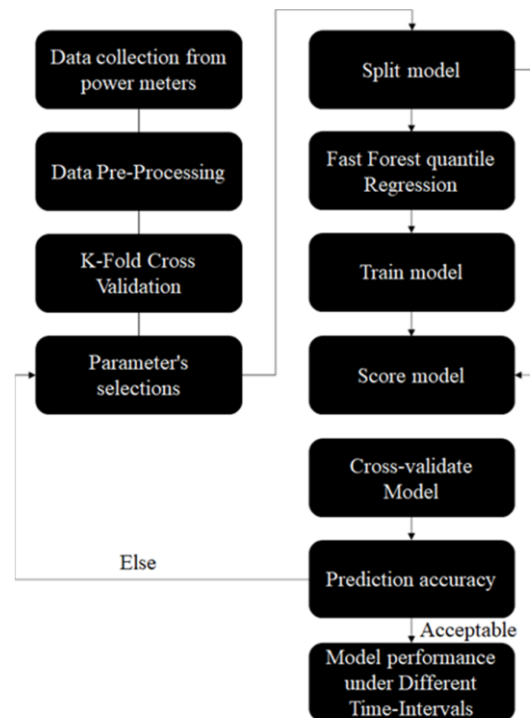 Data collection from
power meters
Data Pre-Processing
K-Fold Cross
Validation
Parameter's
selections
Split model
Fast Forest quantile
Regression
Train model
Score model
Cross-validate
Model
Prediction accuracy
Else
Acceptable
Model performance
under Different
Time-Intervals